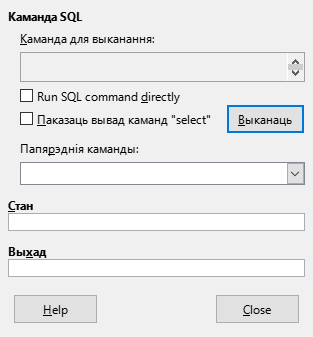 Каманда SQL
Каманда для выканання:
Run SQL command directly
Паказаць вывад каманд "select"
Выканаць
Папярэднія каманды:
Стан
Выхад
Help
Close